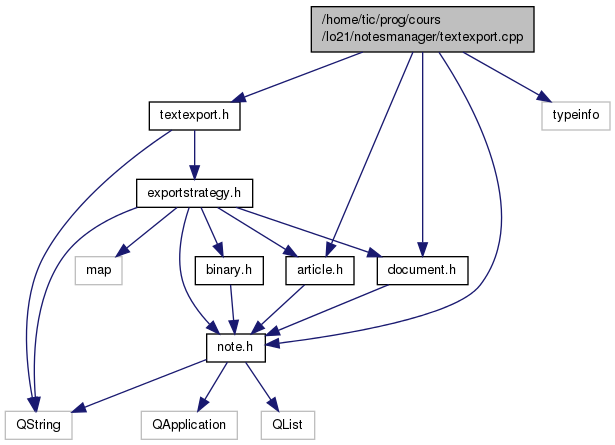 /home/tic/prog/cours
/lo21/notesmanager/textexport.cpp
textexport.h
typeinfo
exportstrategy.h
map
binary.h
article.h
document.h
note.h
QString
QApplication
QList